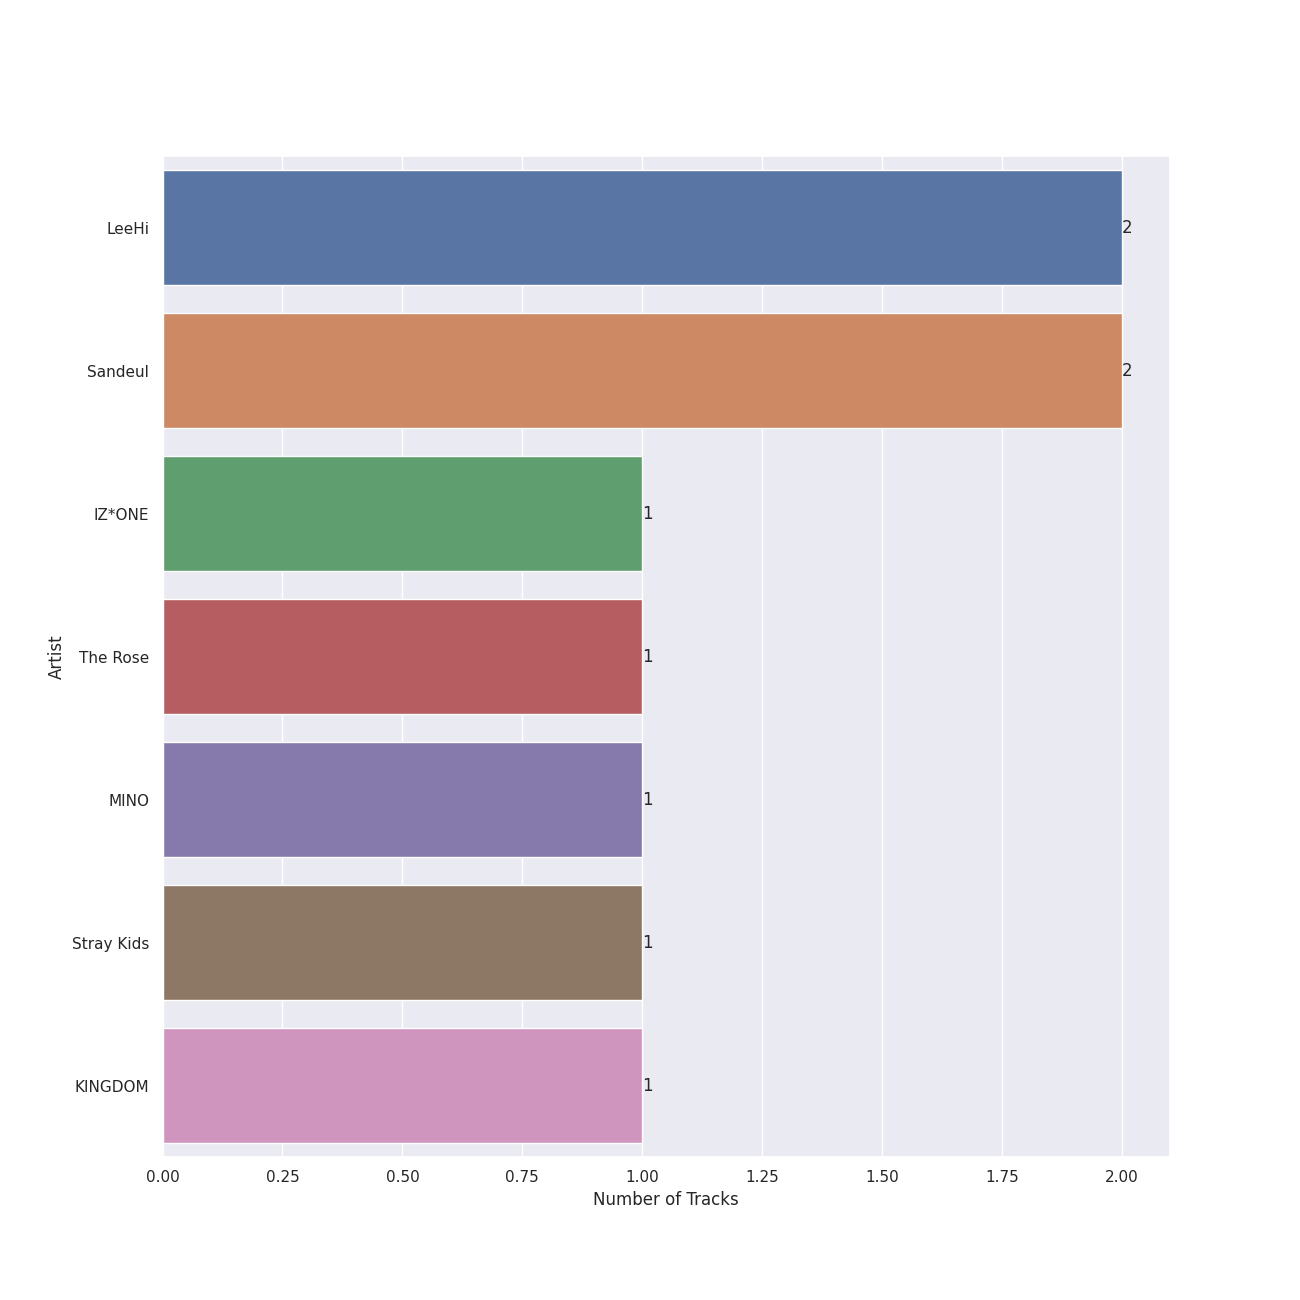 LeeHi
2
Sandeul
2
IZ*ONE
1
The Rose
1
Artist
MINO
1
Stray Kids
1
KINGDOM
1
0.00 0.25 0.50 0.75 1.00 1.25 1.50 1.75 2.00
Number of Tracks